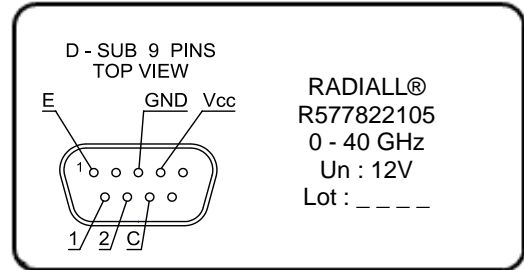 D - SUB 9 PINS
TOP VIEW
E GND Vcc
1
1 2 C
RADIALL®
R577822105
0 - 40 GHz
Un : 12V
Lot : _ _ _ _